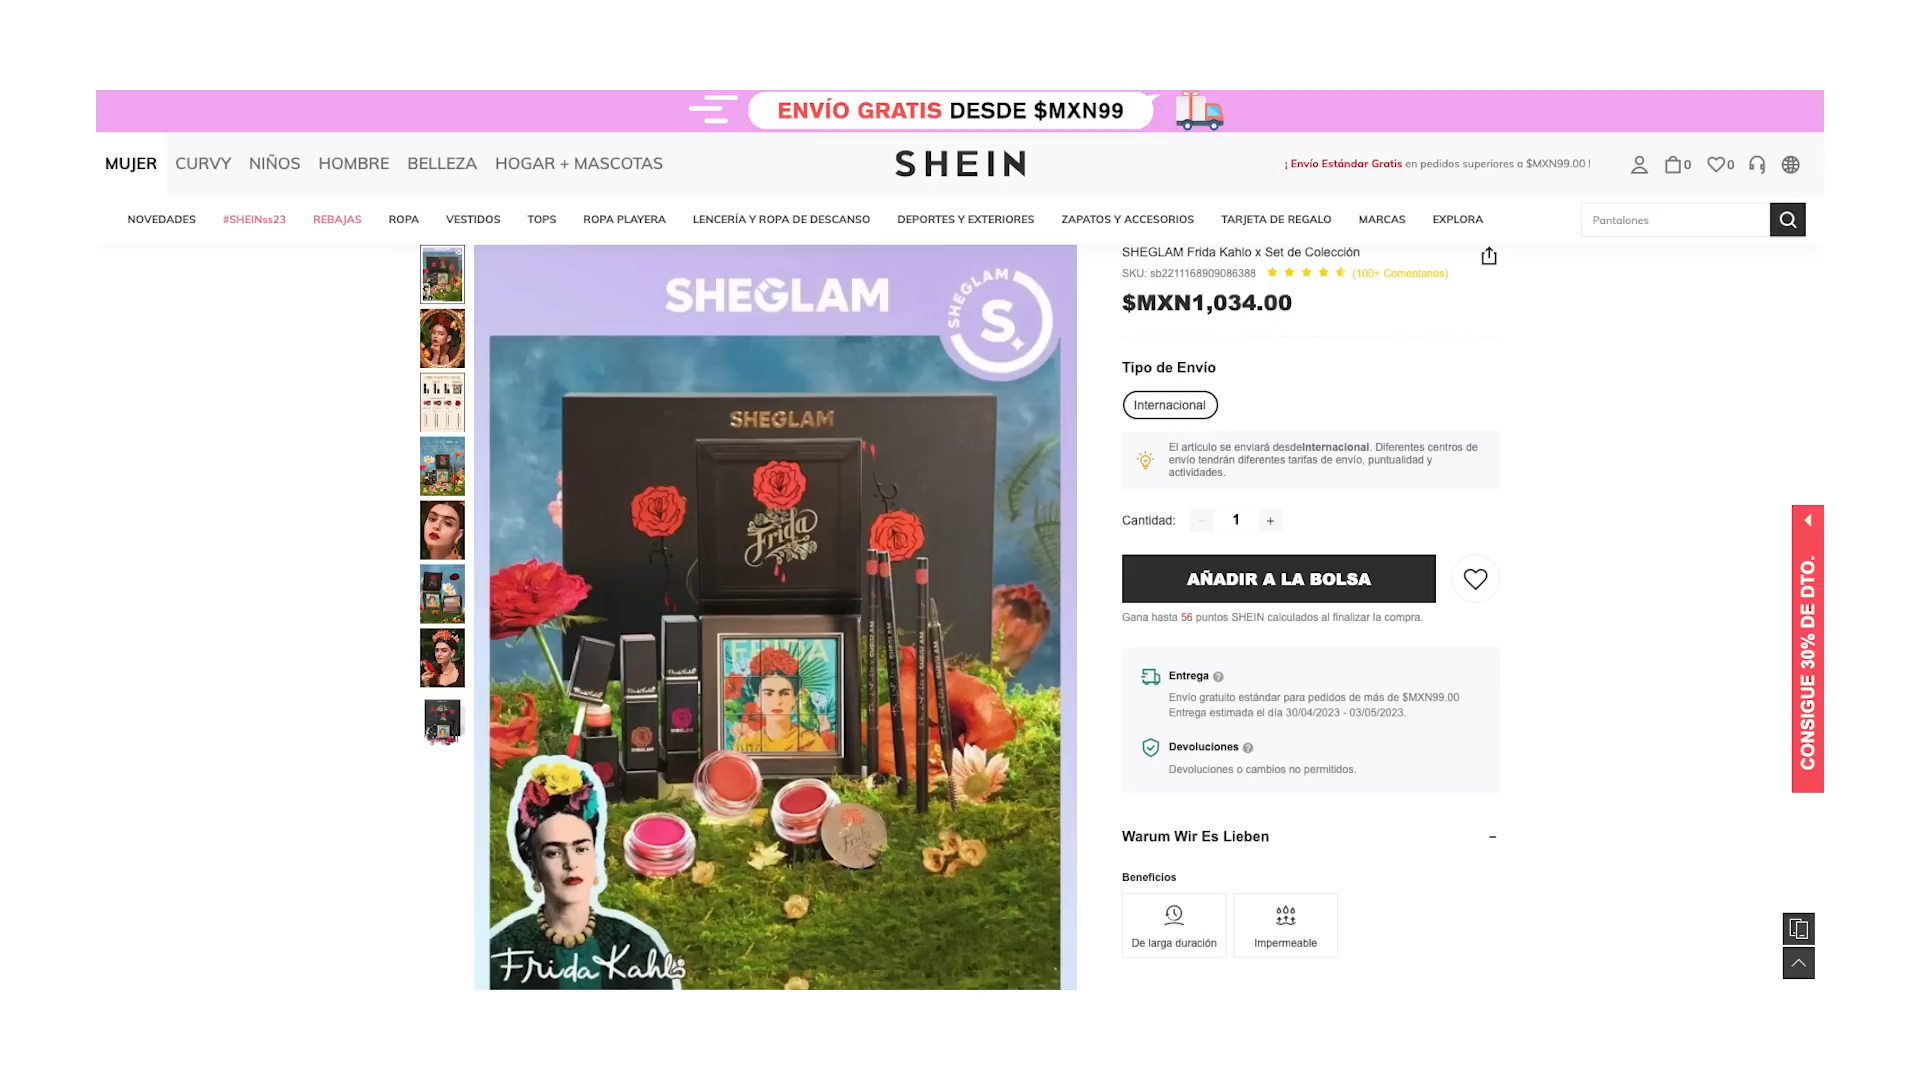 ENVÍO GRATIS DESDE $MXN99
MUJER CURVY NIÑOS HOMBRE BELLEZA HOGAR + MASCOTAS
SHEIN
¡ Envío Estándar Gratis en pedidos superiores a $MXN99.00 !
0
0
NOVEDADES #SHEINss23 REBAJAS ROPA VESTIDOS TOPS ROPA PLAYERA LENCERÍA Y ROPA DE DESCANSO DEPORTES Y EXTERIORES ZAPATOS Y ACCESORIOS TARJETA DE REGALO MARCAS EXPLORA
Pantalones
SHEGLAM
SHEGLAM
S
SHEGLAM
Frida
FRIDA
SHEGLAM
SHEGLAM
SHEGLAM
Frida Kahlo
SHEGLAM Frida Kahlo x Set de Colección
SKU: sb2211168909086388 (100+ Comentarios)
$MXN1,034.00
Tipo de Envío
Internacional
El artículo se enviará desdeInternacional. Diferentes centros de
envío tendrán diferentes tarifas de envío, puntualidad y
actividades.
Cantidad: − 1 +
AÑADIR A LA BOLSA
Gana hasta 56 puntos SHEIN calculados al finalizar la compra.
Entrega ?
Envío gratuito estándar para pedidos de más de $MXN99.00
Entrega estimada el día 30/04/2023 - 03/05/2023.
Devoluciones ?
Devoluciones o cambios no permitidos.
Warum Wir Es Lieben −
Beneficios
De larga duración
Impermeable
CONSIGUE 30% DE DTO.